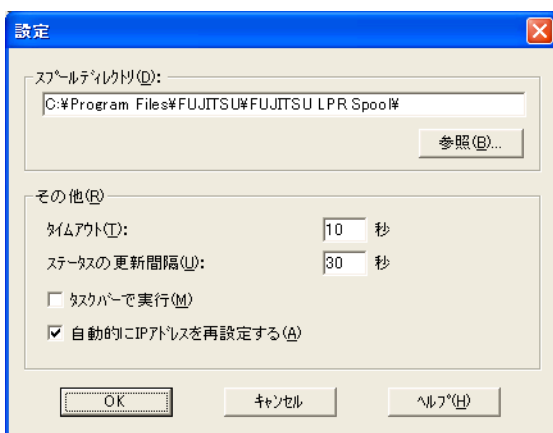 設定
スプールディレクトリ(D):
C:¥Program Files¥FUJITSU¥FUJITSU LPR Spool¥
参照(B)...
その他(R)
タイムアウト(T):
10 秒
ステータスの更新間隔(U):
30 秒
タスクバーで実行(M)
自動的にIPアドレスを再設定する(A)
OK
キャンセル
ヘルプ(H)